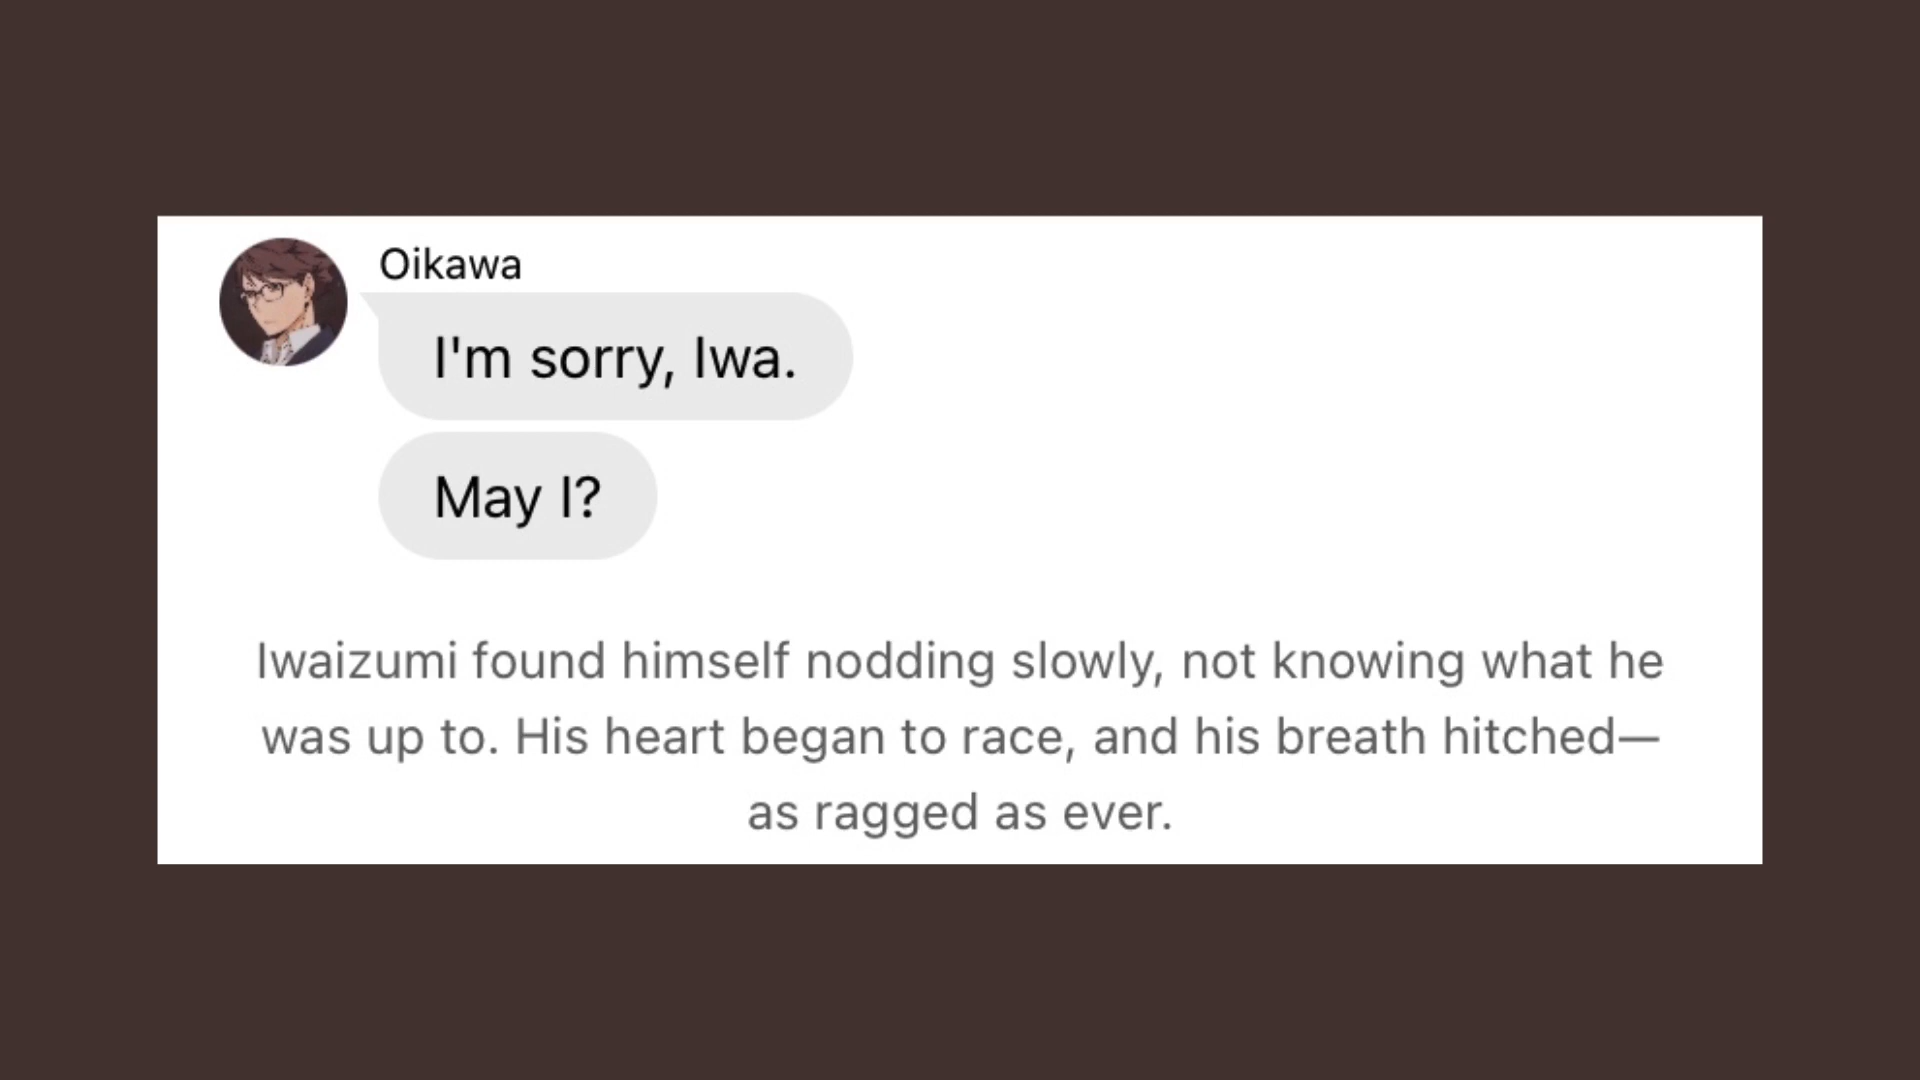 Oikawa
I'm sorry, Iwa.
May I?
Iwaizumi found himself nodding slowly, not knowing what he
was up to. His heart began to race, and his breath hitched—
as ragged as ever.